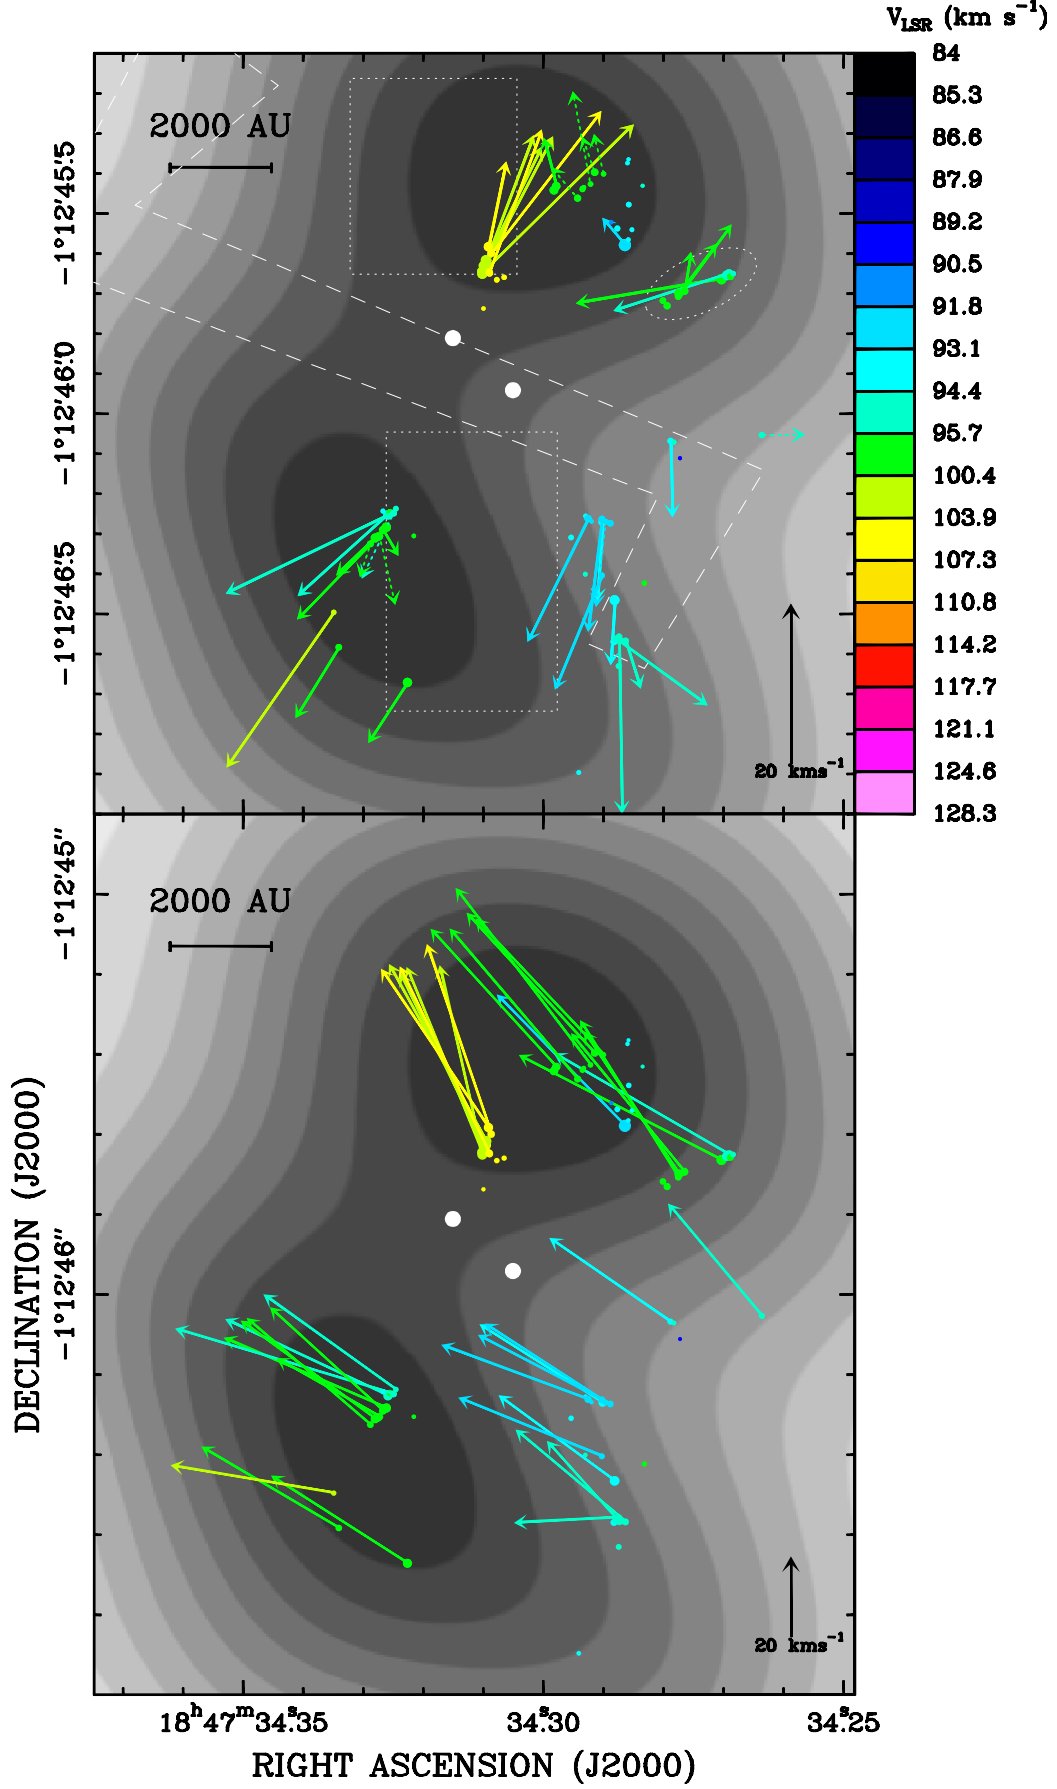 V_LSR (km s⁻¹)
84
85.3
86.6
87.9
89.2
90.5
91.8
93.1
94.4
95.7
100.4
103.9
107.3
110.8
114.2
117.7
121.1
124.6
128.3
2000 AU
−1°12′45″.5
−1°12′46″.0
−1°12′46″.5
20 kms⁻¹
2000 AU
−1°12′45″
−1°12′46″
20 kms⁻¹
DECLINATION (J2000)
18ʰ47ᵐ34ˢ.35
34ˢ.30
34ˢ.25
RIGHT ASCENSION (J2000)